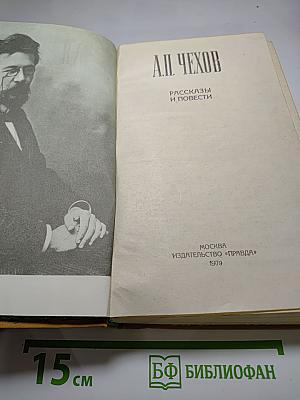 А.П. ЧЕХОВ
РАССКАЗЫ
И ПОВЕСТИ
МОСКВА
ИЗДАТЕЛЬСТВО «ПРАВДА»
1979
15 см
БФ БИБЛИОФАН